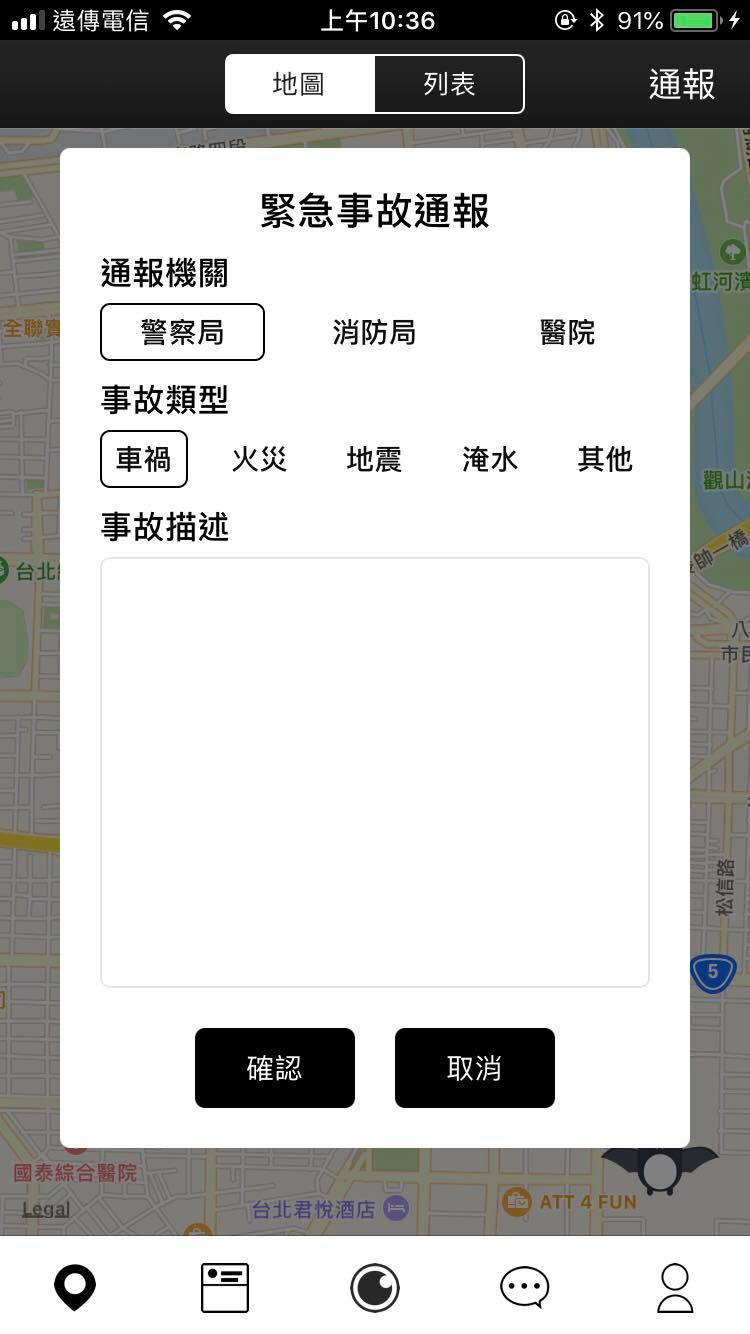 遠傳電信 上午10:36 91%
地圖 列表 通報
緊急事故通報
通報機關
警察局 消防局 醫院
事故類型
車禍 火災 地震 淹水 其他
事故描述
全聯實
虹河濱
觀山河
帥一橋
台北
八
市民
松信路
5
確認 取消
國泰綜合醫院
Legal
台北君悅酒店
ATT 4 FUN